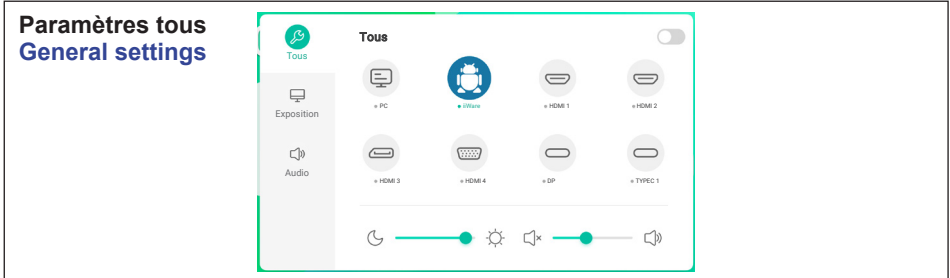 Paramètres tous
General settings
Tous
Exposition
Audio
Tous
PC
iiWare
HDMI 1
HDMI 2
HDMI 3
HDMI 4
DP
TYPEC 1